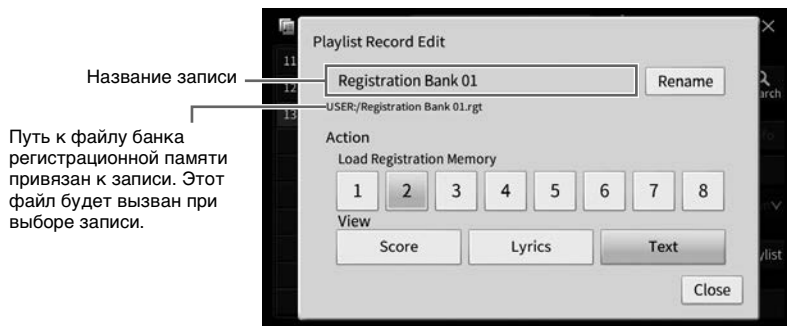 Playlist Record Edit
11
Название записи
Registration Bank 01
Rename
12
arch
USER:/Registration Bank 01.rgt
13
Путь к файлу банка
регистрационной памяти
привязан к записи. Этот
файл будет вызван при
выборе записи.
Action
Load Registration Memory
1 2 3 4 5 6 7 8
View
Score Lyrics Text
ylist
Close